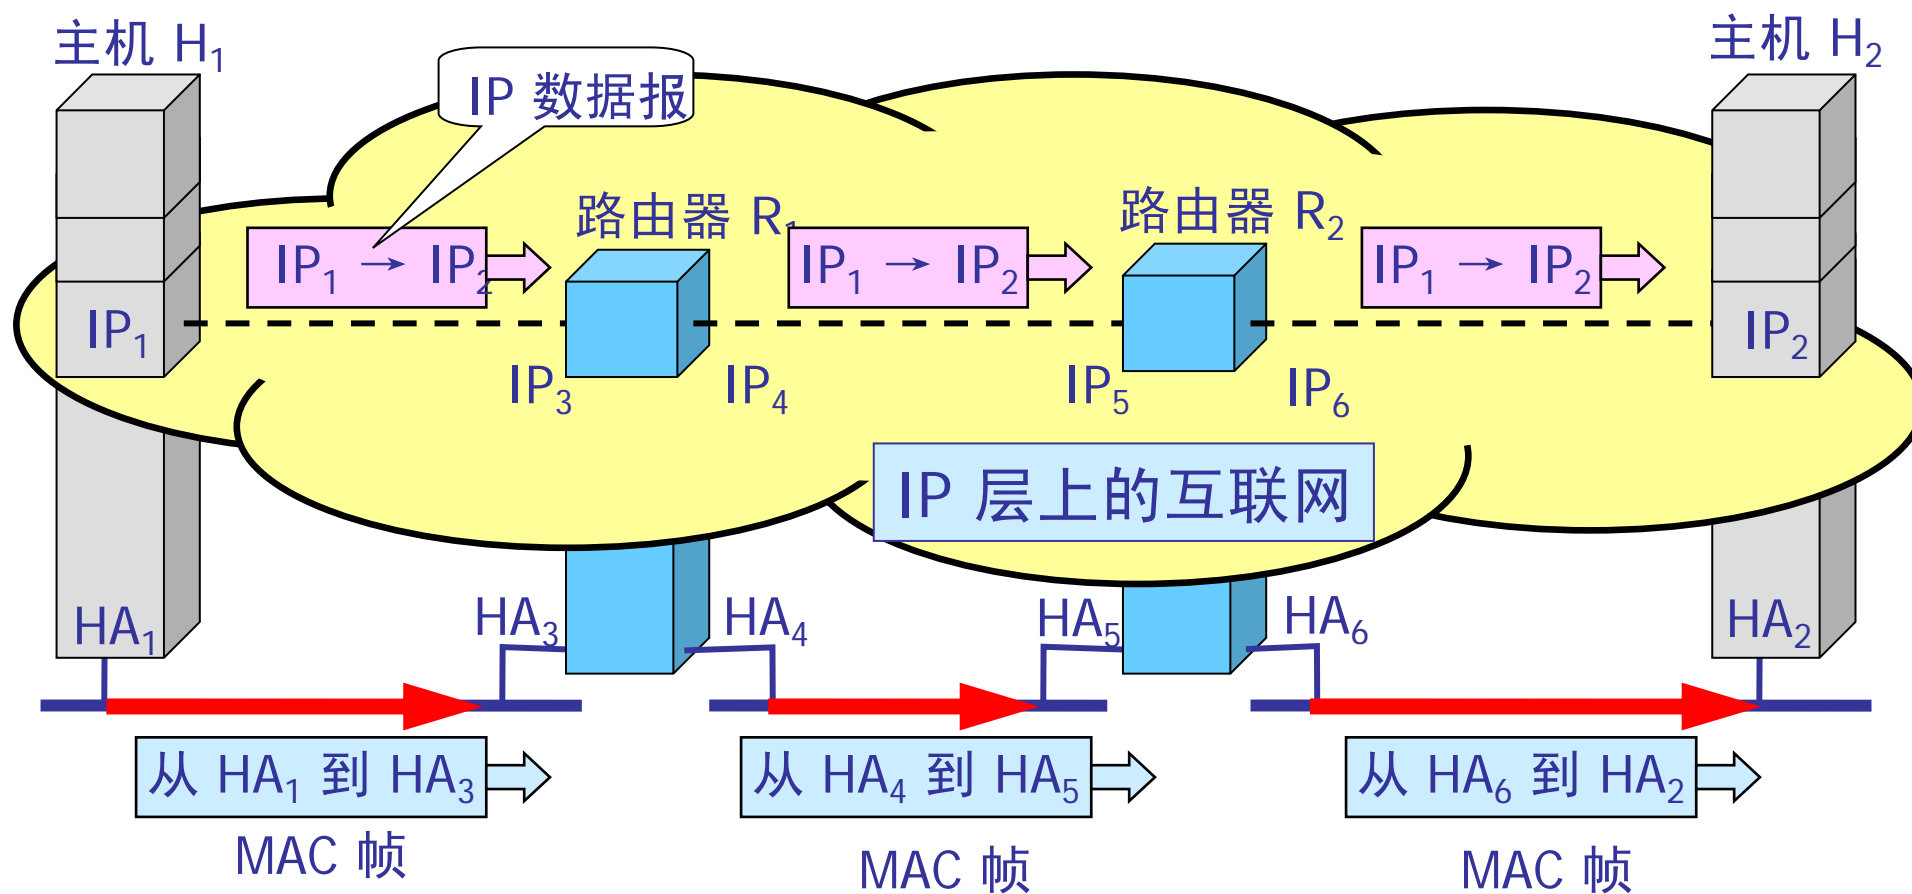 主机 H₁
主机 H₂
IP 数据报
路由器 R₁
路由器 R₂
IP₁ → IP₂
IP₁ → IP₂
IP₁ → IP₂
IP₁
IP₂
IP₃
IP₄
IP₅
IP₆
IP 层上的互联网
HA₁
HA₃
HA₄
HA₅
HA₆
HA₂
从 HA₁ 到 HA₃
从 HA₄ 到 HA₅
从 HA₆ 到 HA₂
MAC 帧
MAC 帧
MAC 帧